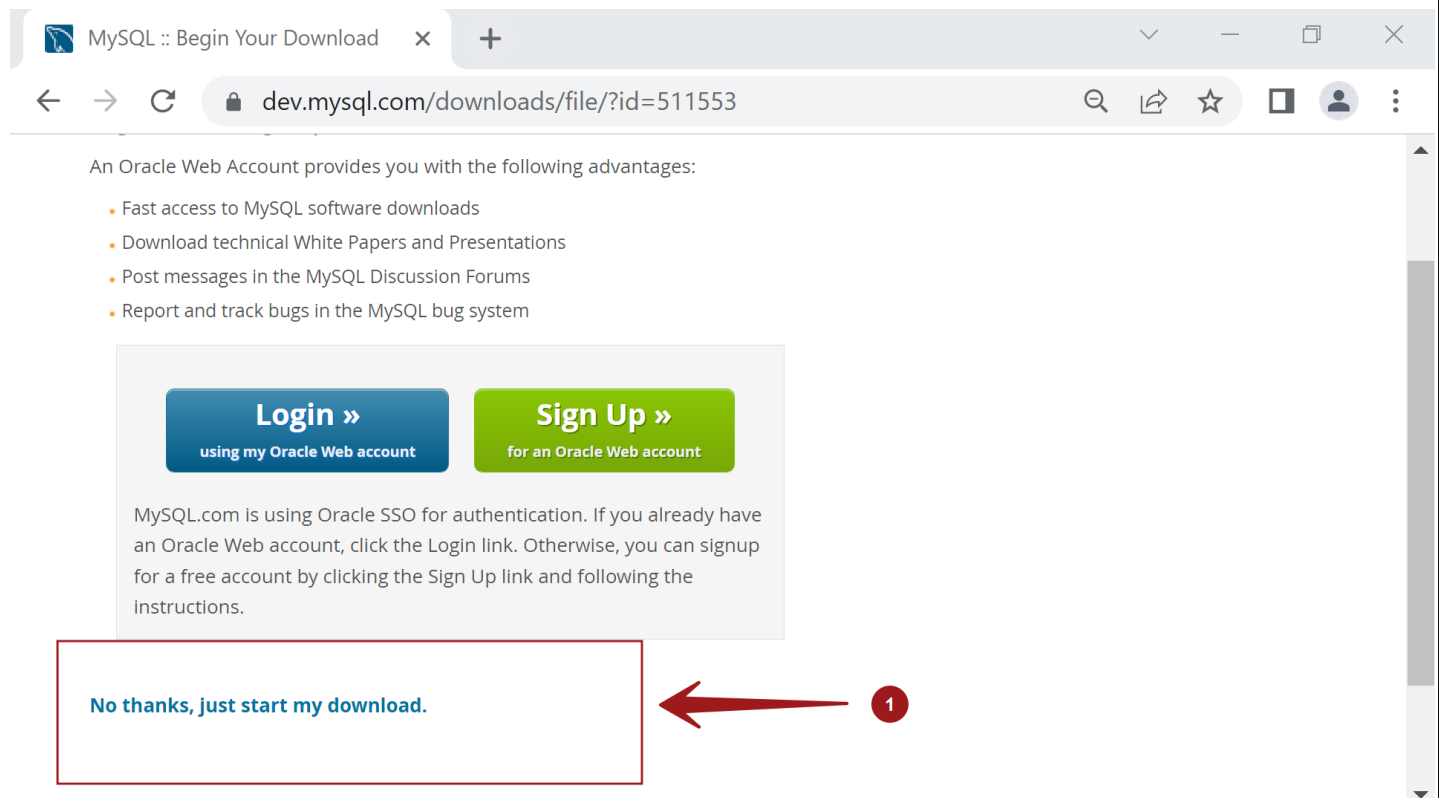 MySQL :: Begin Your Download
dev.mysql.com/downloads/file/?id=511553
An Oracle Web Account provides you with the following advantages:
Fast access to MySQL software downloads
Download technical White Papers and Presentations
Post messages in the MySQL Discussion Forums
Report and track bugs in the MySQL bug system
Login »
using my Oracle Web account
Sign Up »
for an Oracle Web account
MySQL.com is using Oracle SSO for authentication. If you already have
an Oracle Web account, click the Login link. Otherwise, you can signup
for a free account by clicking the Sign Up link and following the
instructions.
No thanks, just start my download.
1